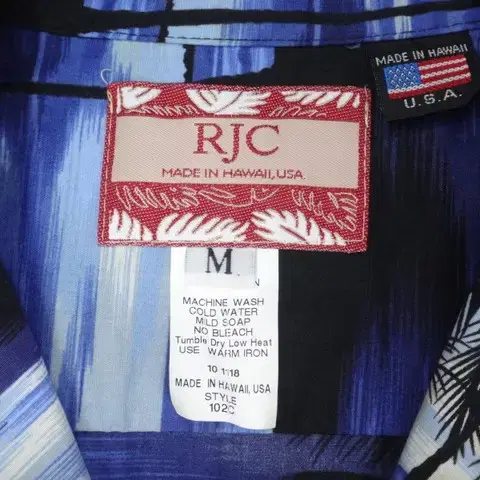 MADE IN HAWAII
U.S.A.
RJC
MADE IN HAWAII, USA
M
N
MACHINE WASH
COLD WATER
MILD SOAP
NO BLEACH
Tumble Dry Low Heat
USE WARM IRON
MADE IN HAWAII, USA
STYLE